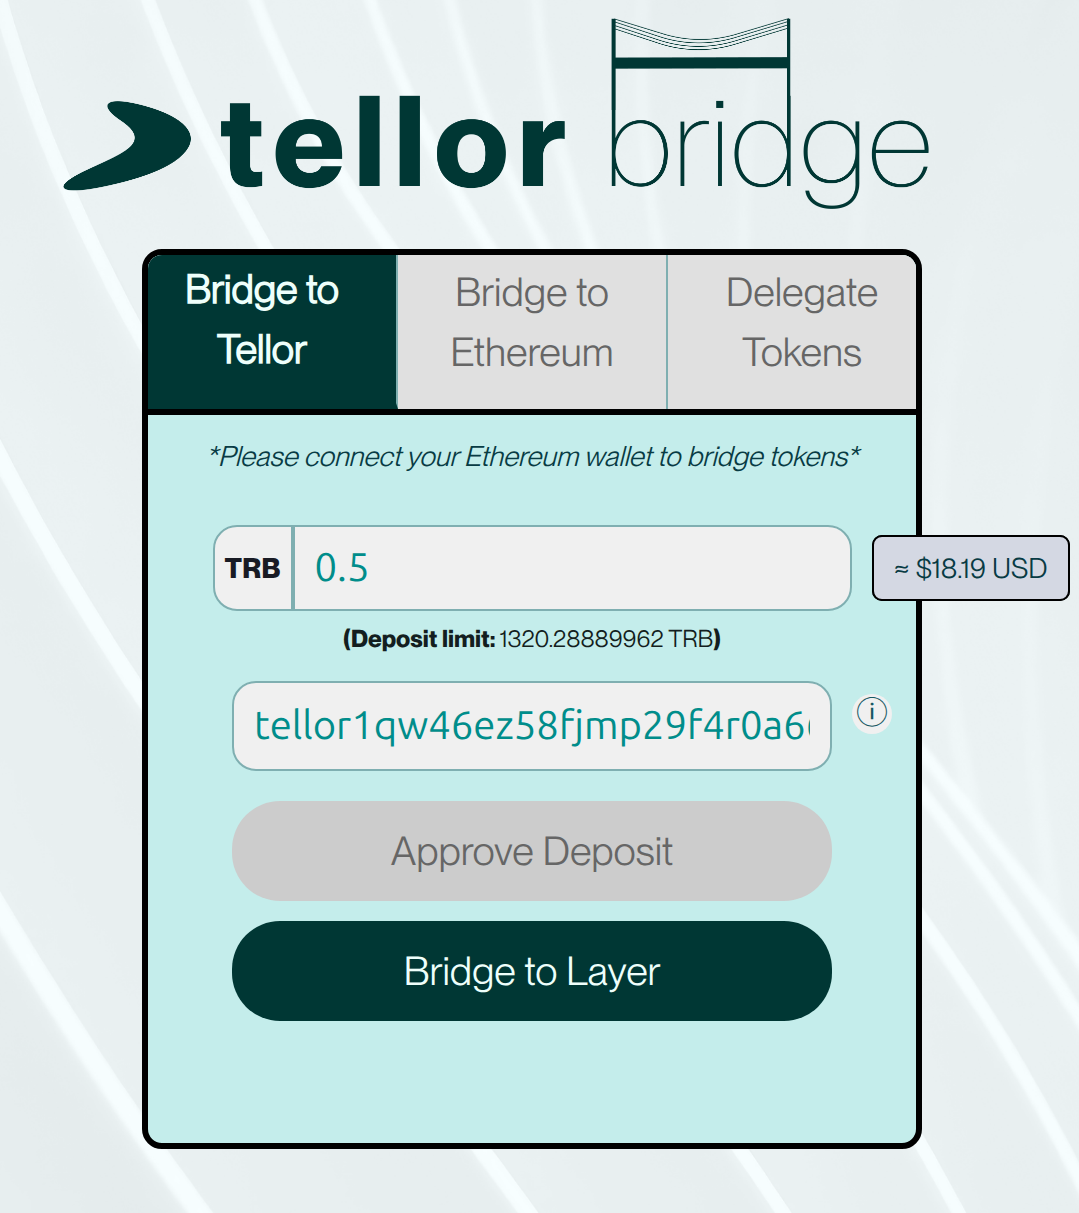 tellor bridge
Bridge to
Tellor
Bridge to
Ethereum
Delegate
Tokens
*Please connect your Ethereum wallet to bridge tokens*
TRB 0.5
≈ $18.19 USD
(Deposit limit: 1320.28889962 TRB)
tellor1qw46ez58fjmp29f4r0a6
i
Approve Deposit
Bridge to Layer